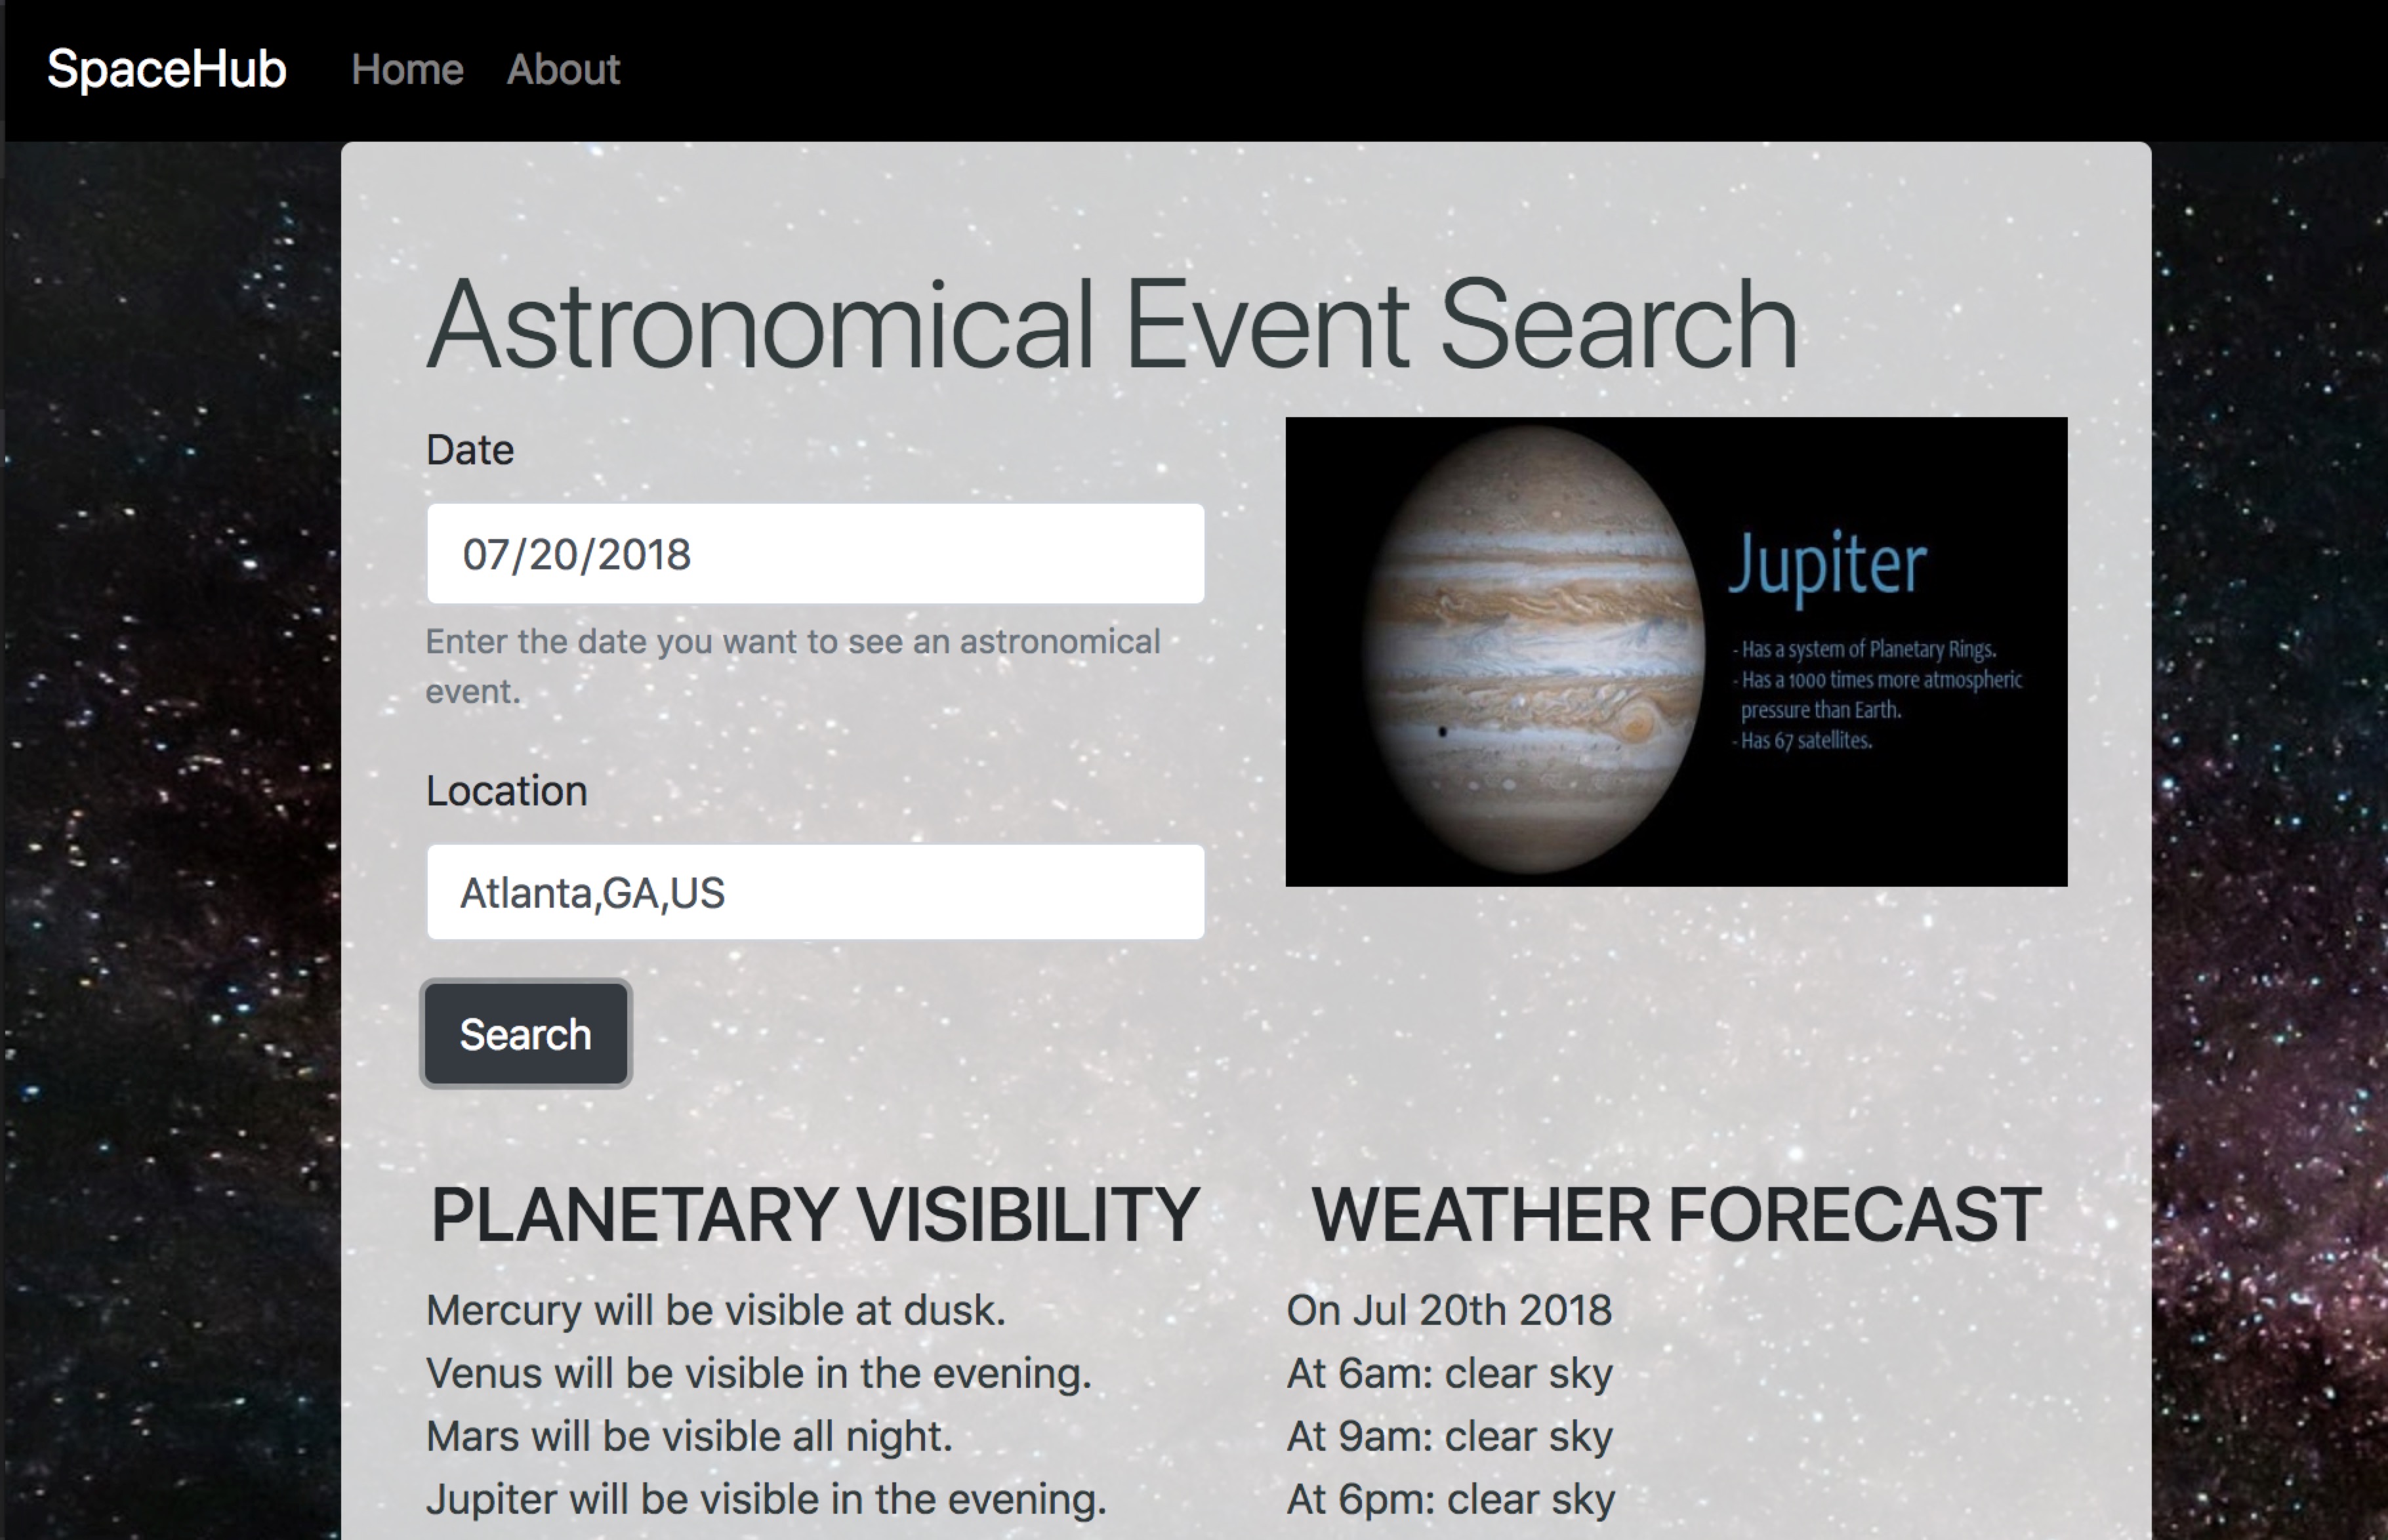 SpaceHub Home About
Astronomical Event Search
Date
07/20/2018
Enter the date you want to see an astronomical
event.
Location
Atlanta,GA,US
Search
Jupiter
- Has a system of Planetary Rings.
- Has a 1000 times more atmospheric
pressure than Earth.
- Has 67 satellites.
PLANETARY VISIBILITY
Mercury will be visible at dusk.
Venus will be visible in the evening.
Mars will be visible all night.
Jupiter will be visible in the evening.
WEATHER FORECAST
On Jul 20th 2018
At 6am: clear sky
At 9am: clear sky
At 6pm: clear sky